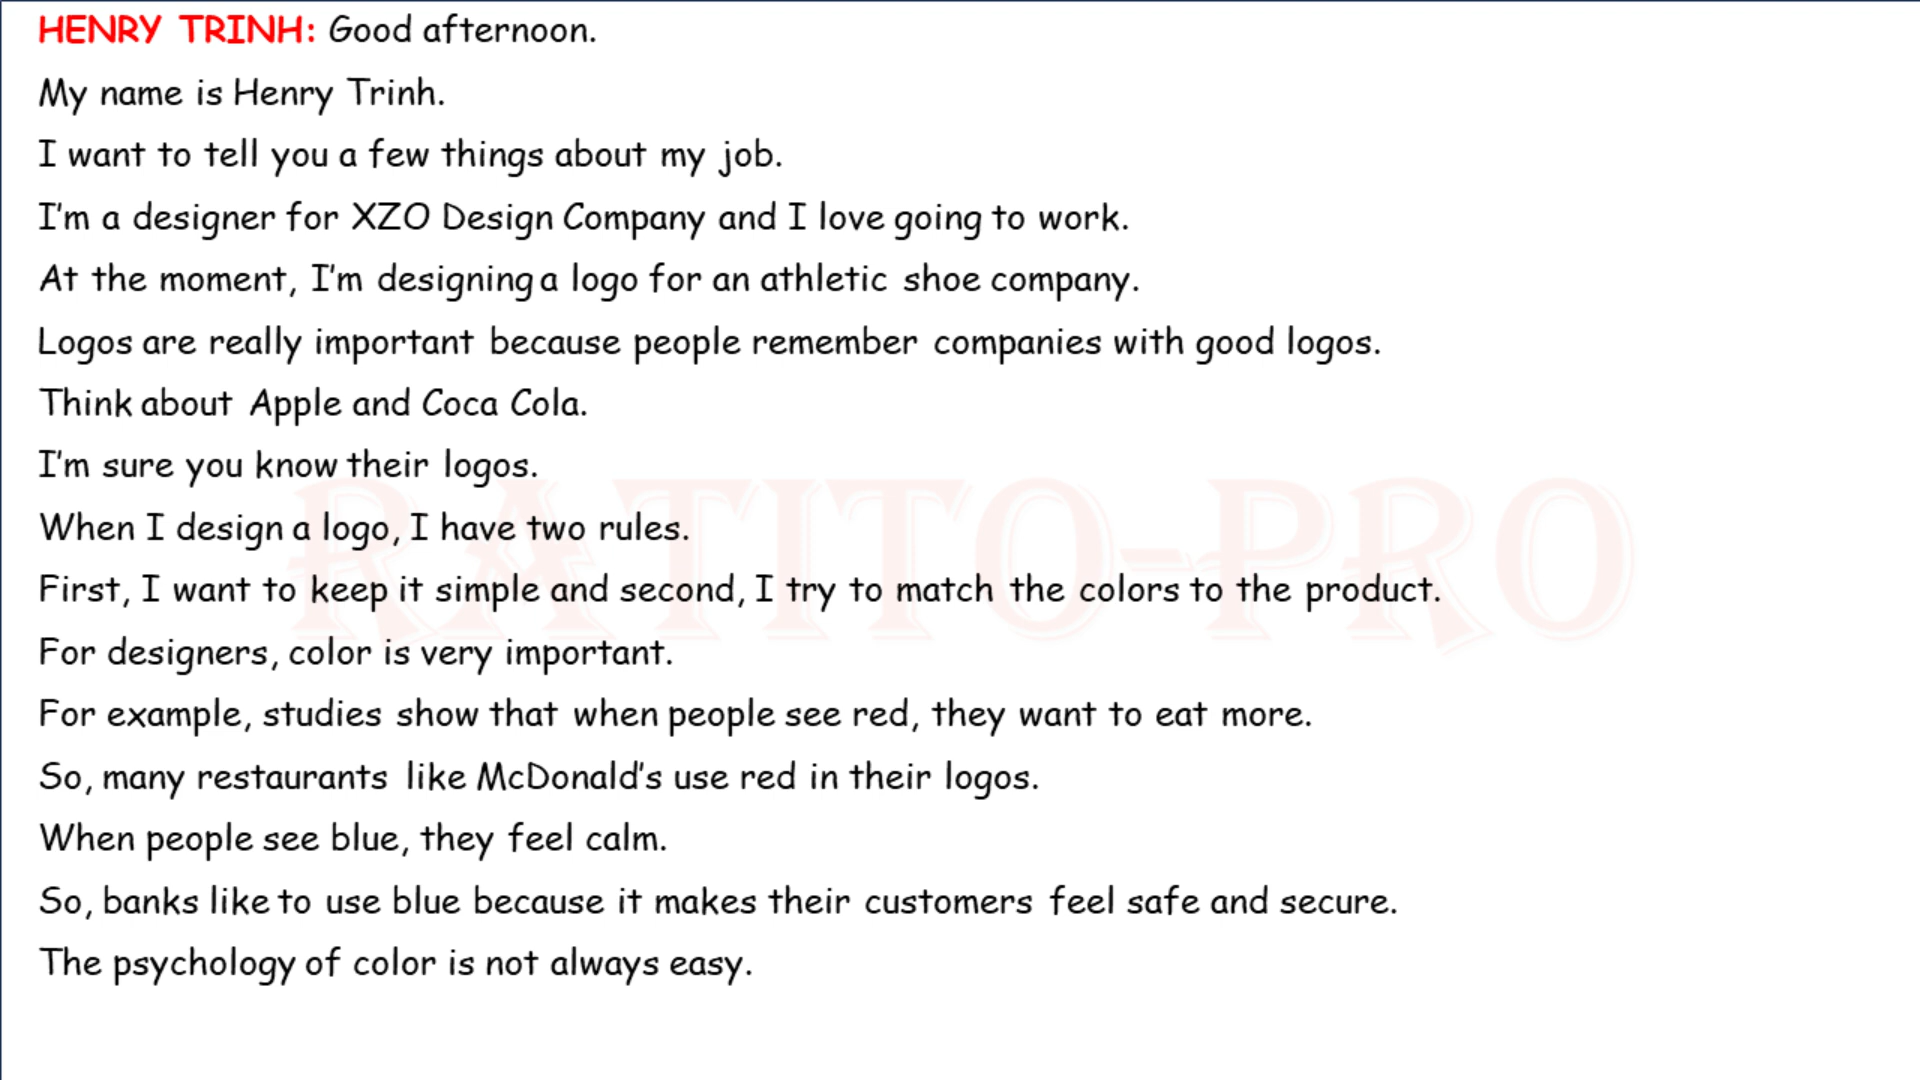 HENRY TRINH: Good afternoon.
My name is Henry Trinh.
I want to tell you a few things about my job.
I'm a designer for XZO Design Company and I love going to work.
At the moment, I'm designing a logo for an athletic shoe company.
Logos are really important because people remember companies with good logos.
Think about Apple and Coca Cola.
I'm sure you know their logos.
When I design a logo, I have two rules.
RATITO-PRO
First, I want to keep it simple and second, I try to match the colors to the product.
For designers, color is very important.
For example, studies show that when people see red, they want to eat more.
So, many restaurants like McDonald's use red in their logos.
When people see blue, they feel calm.
So, banks like to use blue because it makes their customers feel safe and secure.
The psychology of color is not always easy.